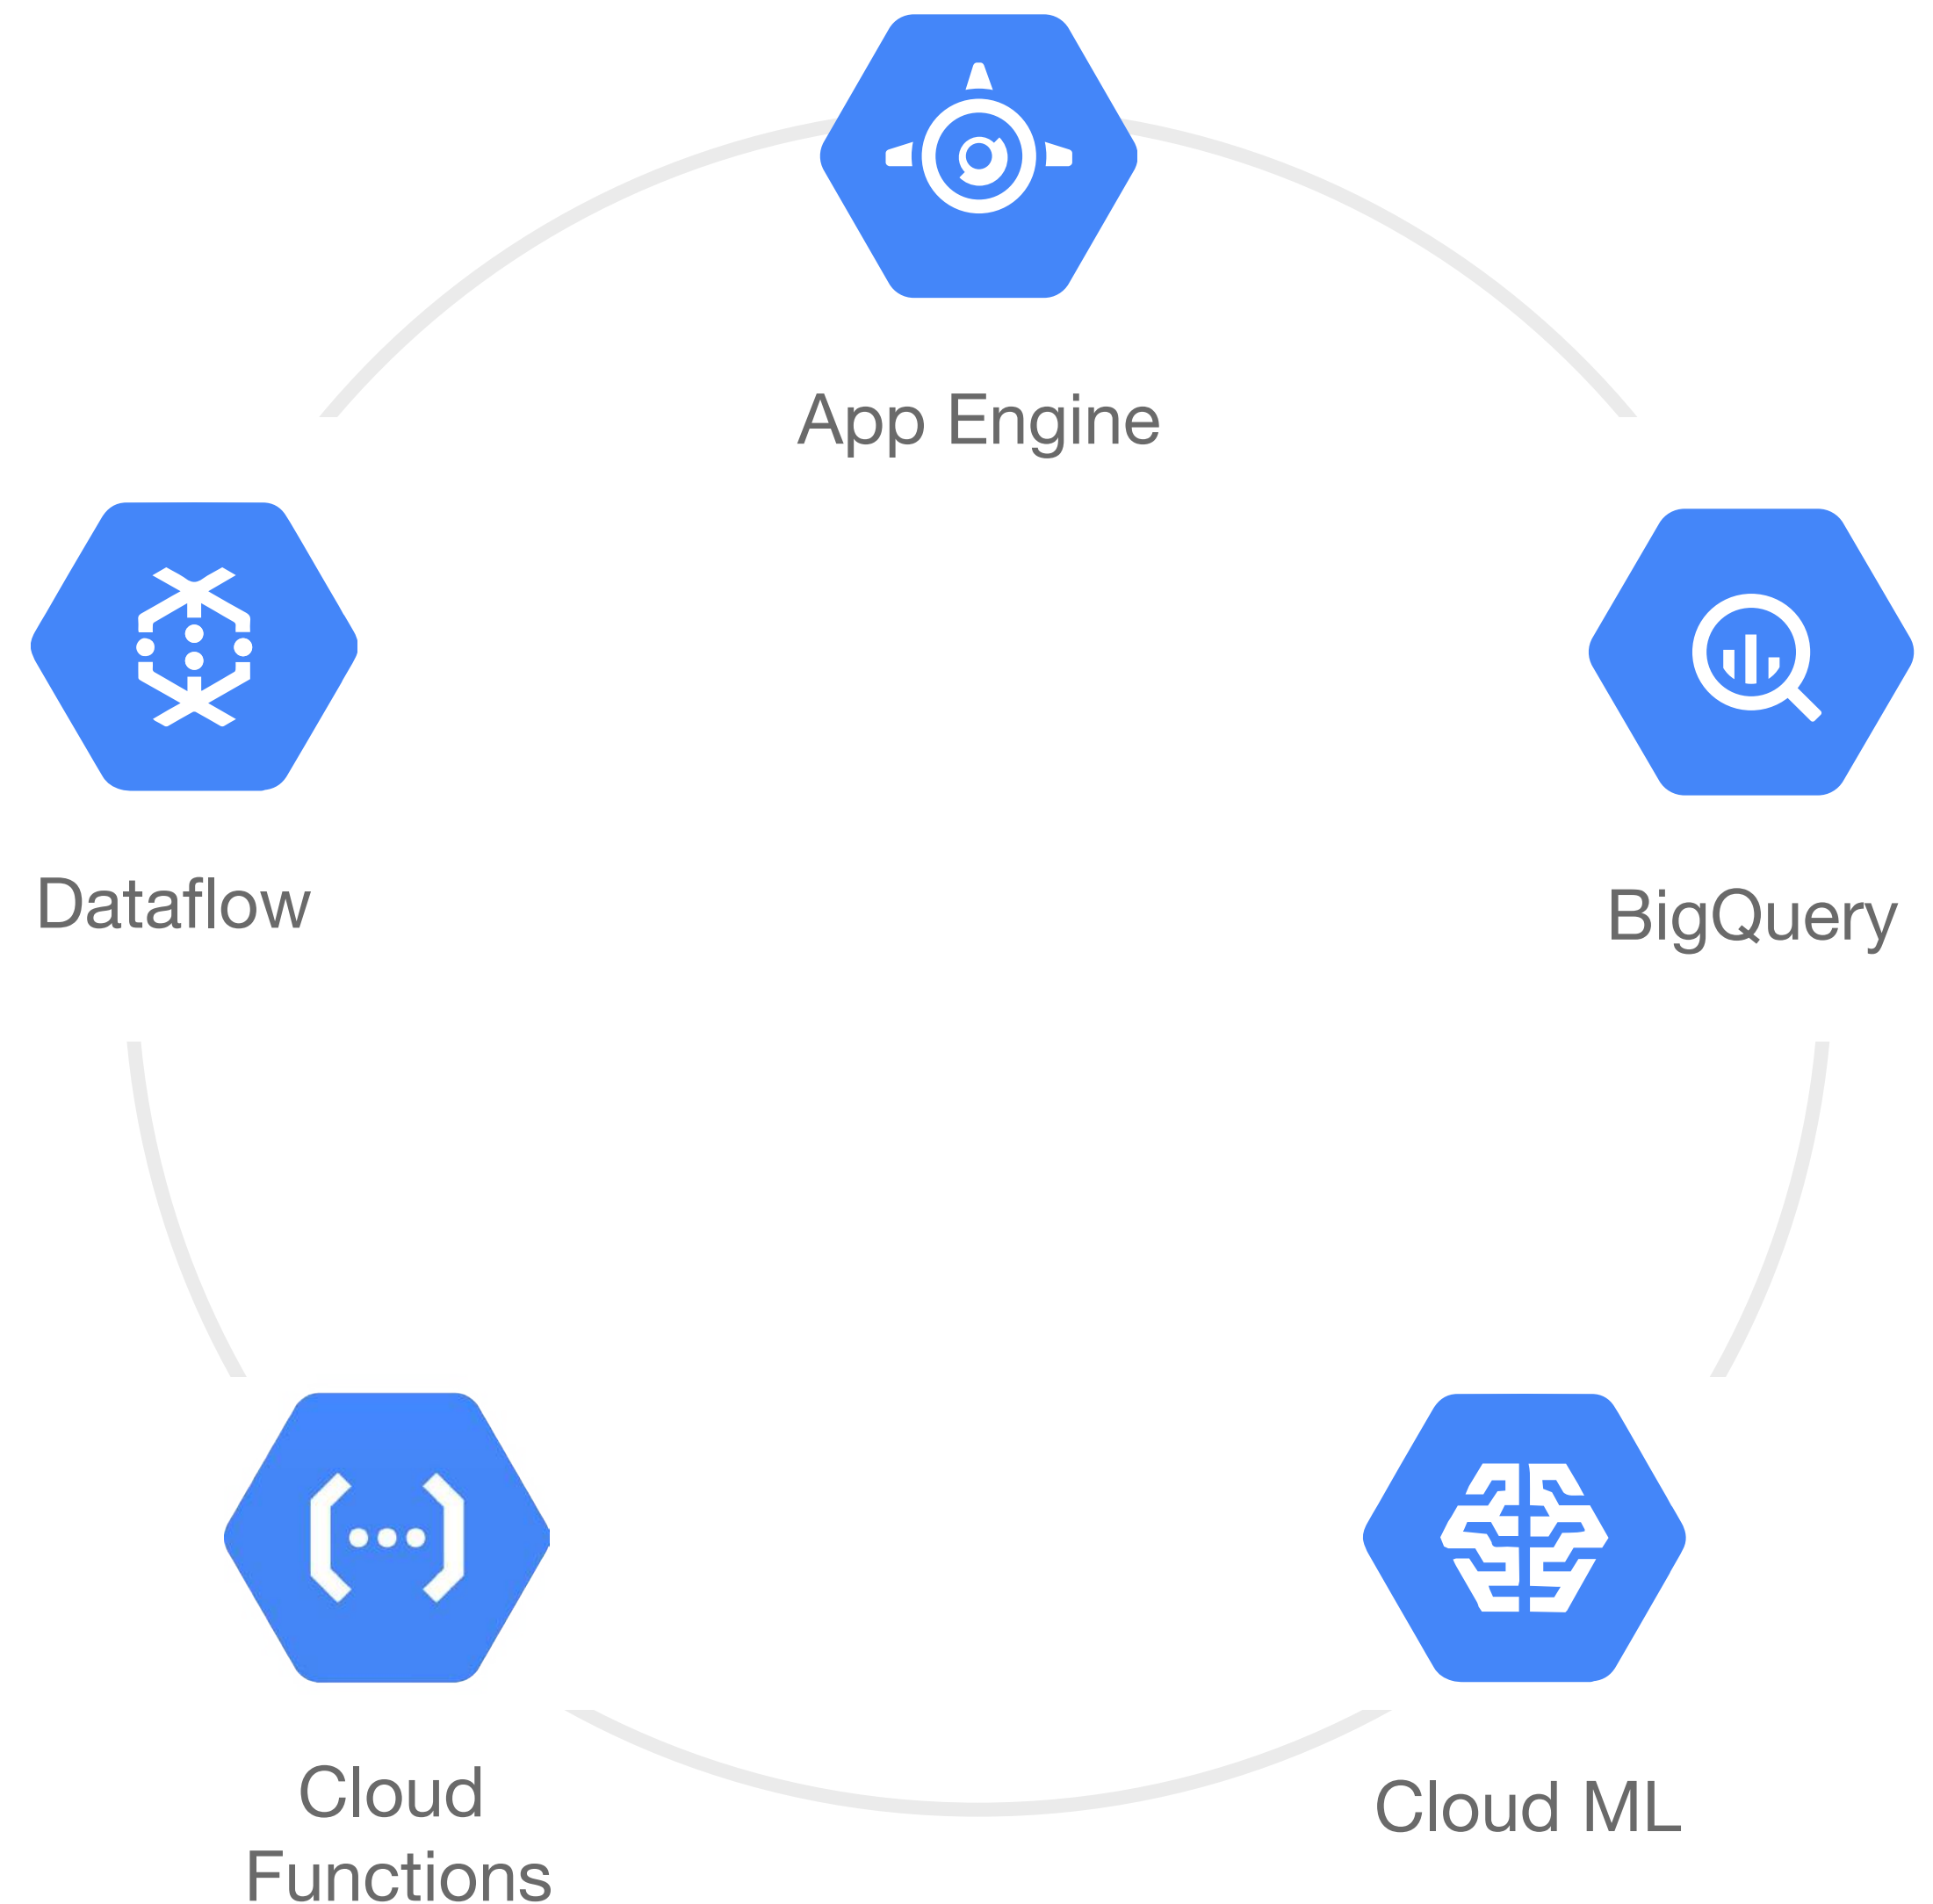 App Engine
Dataflow
BigQuery
Cloud
Functions
Cloud ML